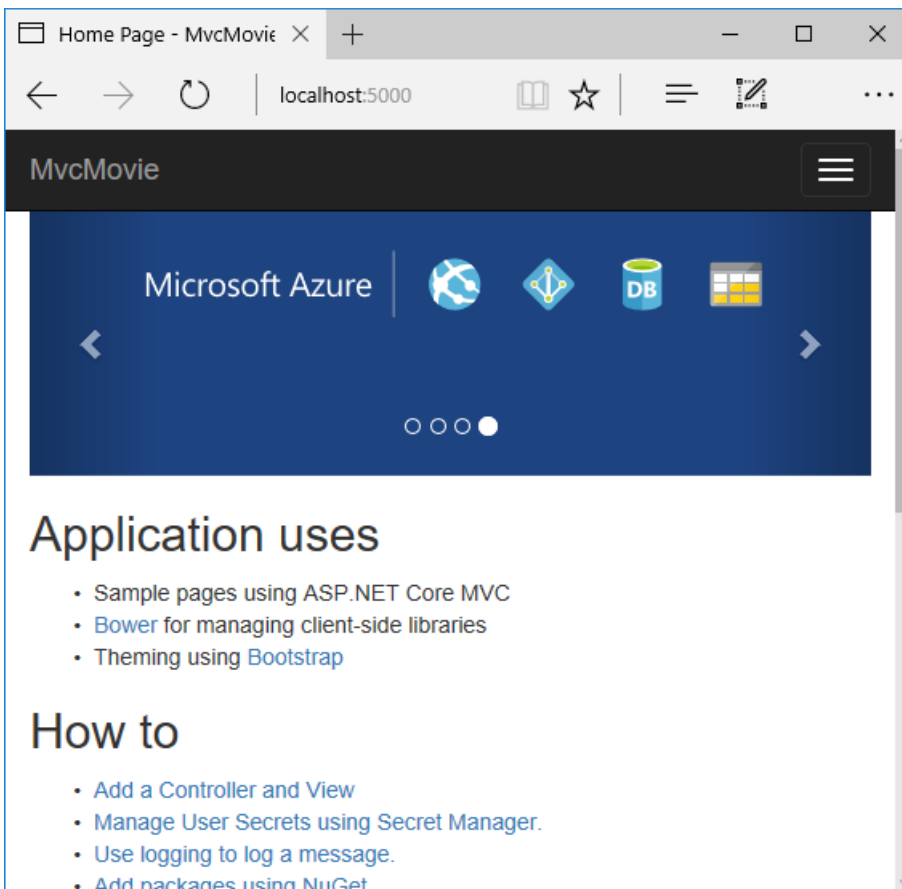 Home Page - MvcMovie
localhost:5000
MvcMovie
Microsoft Azure
DB
Application uses
• Sample pages using ASP.NET Core MVC
• Bower for managing client-side libraries
• Theming using Bootstrap
How to
• Add a Controller and View
• Manage User Secrets using Secret Manager.
• Use logging to log a message.
• Add packages using NuGet